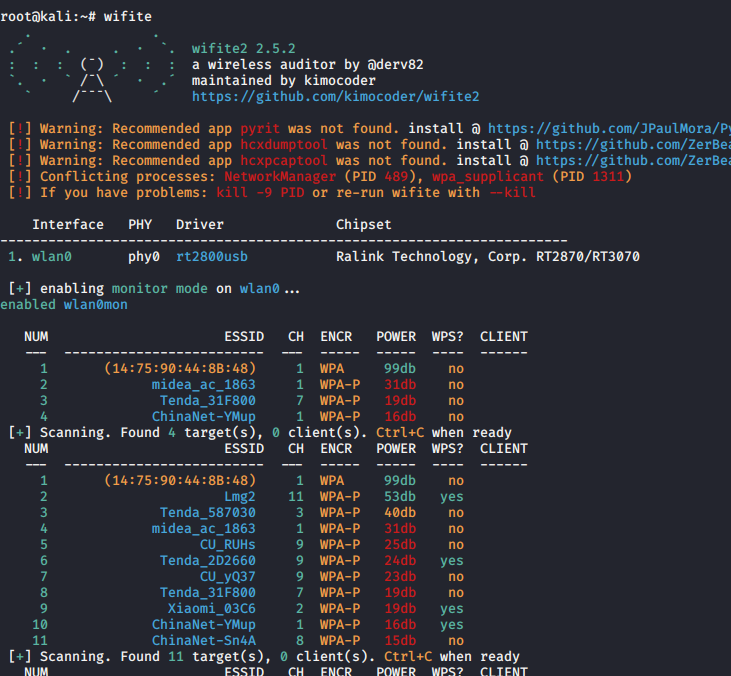 root@kali:~# wifite
wifite2 2.5.2
a wireless auditor by @derv82
maintained by kimocoder
https://github.com/kimocoder/wifite2
[!] Warning: Recommended app pyrit was not found. install @ https://github.com/JPaulMora/Py
[!] Warning: Recommended app hcxdumptool was not found. install @ https://github.com/ZerBea
[!] Warning: Recommended app hcxpcaptool was not found. install @ https://github.com/ZerBea
[!] Conflicting processes: NetworkManager (PID 489), wpa_supplicant (PID 1311)
[!] If you have problems: kill -9 PID or re-run wifite with --kill
Interface PHY Driver Chipset
1. wlan0 phy0 rt2800usb Ralink Technology, Corp. RT2870/RT3070
[+] enabling monitor mode on wlan0...
enabled wlan0mon
NUM ESSID CH ENCR POWER WPS? CLIENT
1 (14:75:90:44:8B:48) 1 WPA 99db no
2 midea_ac_1863 1 WPA-P 31db no
3 Tenda_31F800 7 WPA-P 19db no
4 ChinaNet-YMup 1 WPA-P 16db no
[+] Scanning. Found 4 target(s), 0 client(s). Ctrl+C when ready
NUM ESSID CH ENCR POWER WPS? CLIENT
1 (14:75:90:44:8B:48) 1 WPA 99db no
2 Lmg2 11 WPA-P 53db yes
3 Tenda_587030 3 WPA-P 40db no
4 midea_ac_1863 1 WPA-P 31db no
5 CU_RUHs 9 WPA-P 25db no
6 Tenda_2D2660 9 WPA-P 24db yes
7 CU_yQ37 9 WPA-P 23db no
8 Tenda_31F800 7 WPA-P 19db no
9 Xiaomi_03C6 2 WPA-P 19db yes
10 ChinaNet-YMup 1 WPA-P 16db yes
11 ChinaNet-Sn4A 8 WPA-P 15db no
[+] Scanning. Found 11 target(s), 0 client(s). Ctrl+C when ready
NUM ESSID CH ENCR POWER WPS? CLIENT